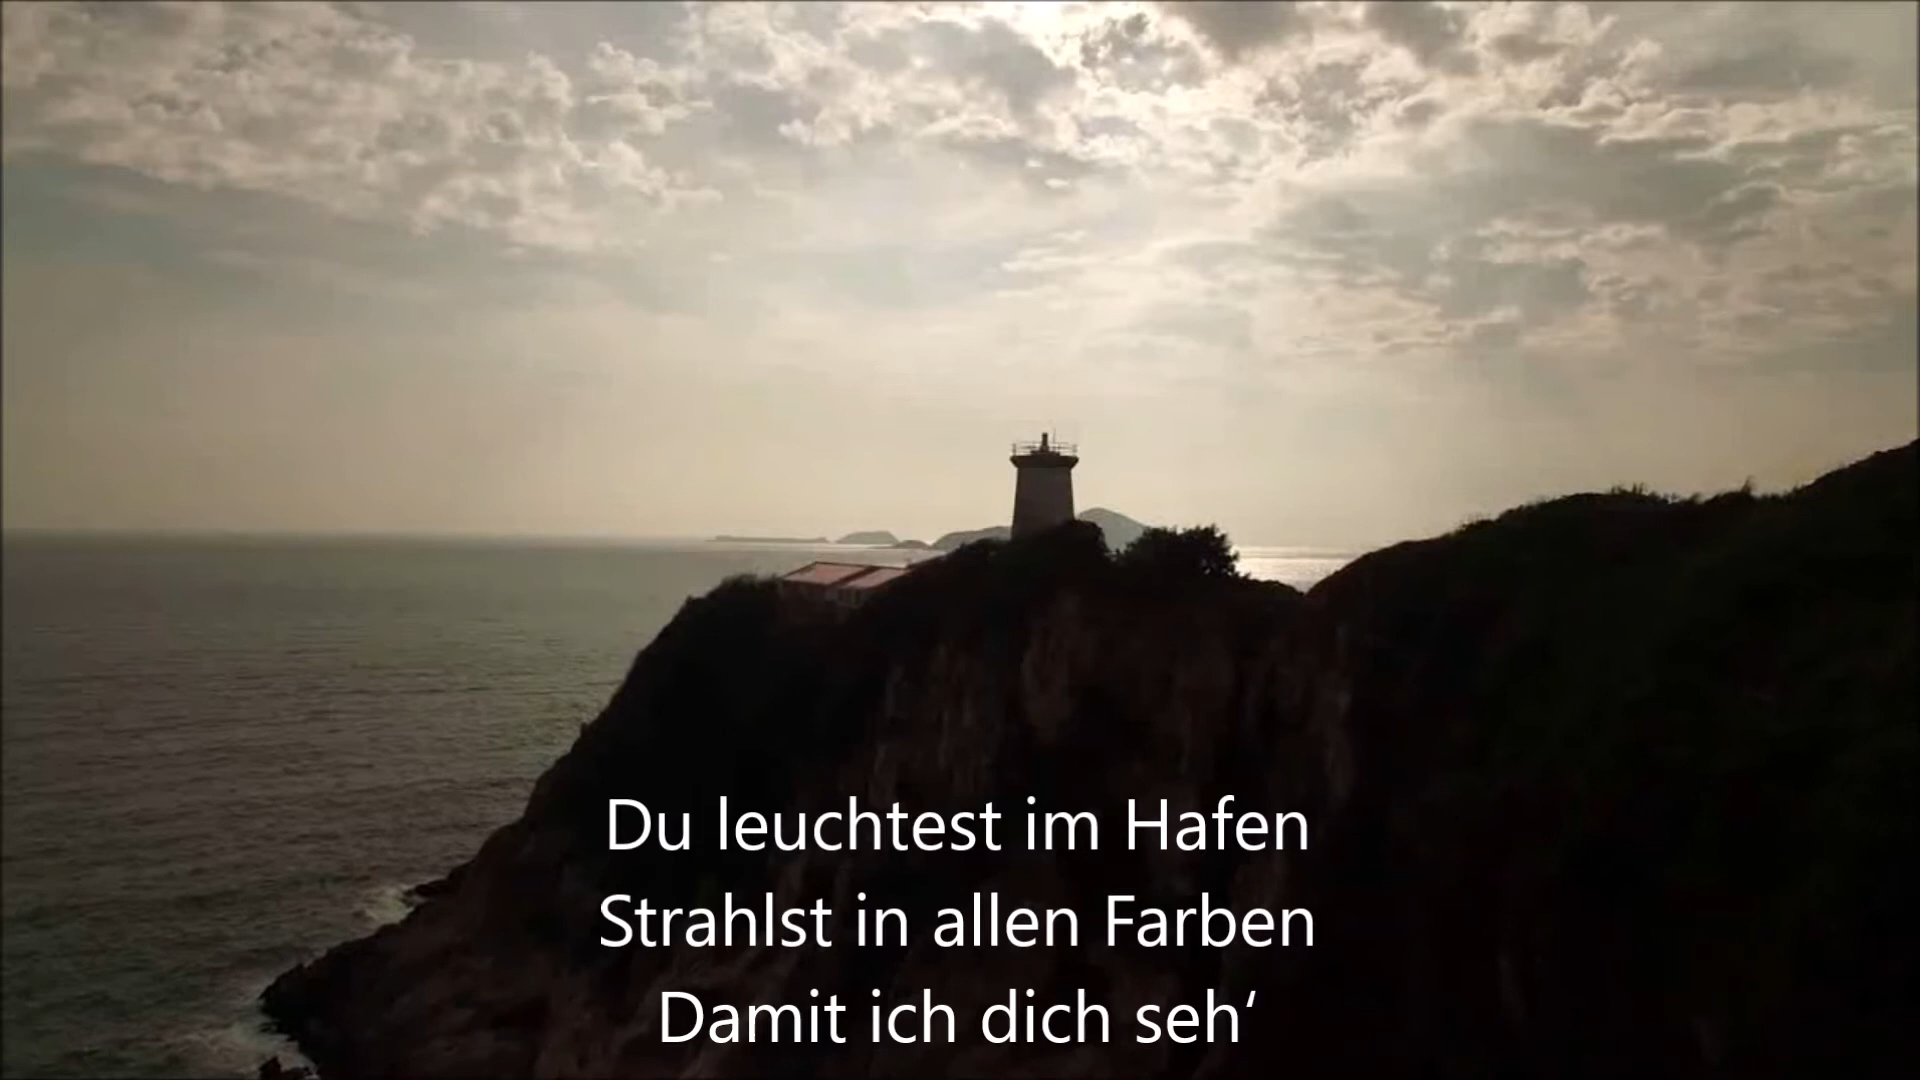 Du leuchtest im Hafen
Strahlst in allen Farben
Damit ich dich seh‘